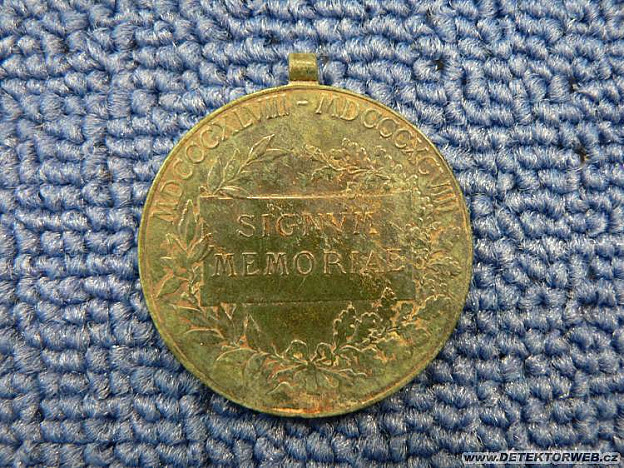 MDCCCXLVIII - MDCCCXCVIII
SIGNVM
MEMORIAE
www.DETEKTORWEB.cz